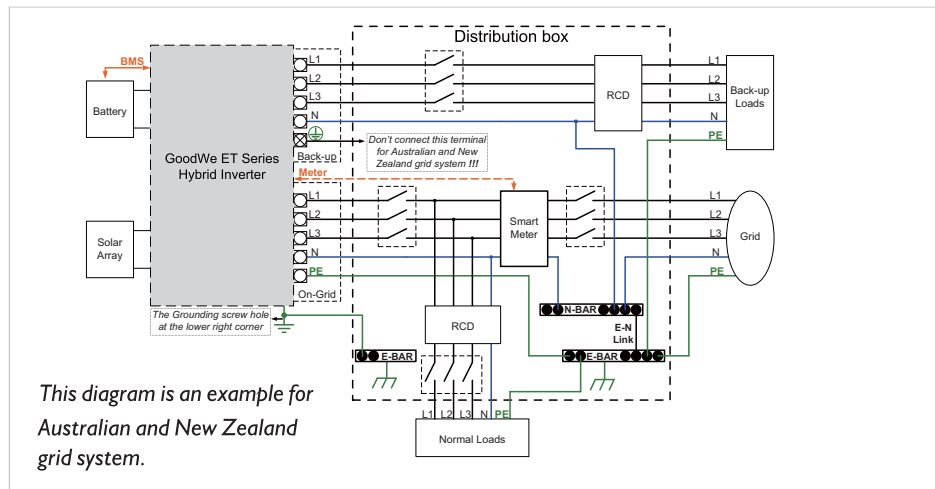 Distribution box
BMS
Battery
GoodWe ET Series
Hybrid Inverter
L1
L2
L3
N
Back-up
RCD
L1
L2
L3
N
PE
Back-up
Loads
Don't connect this terminal
for Australian and New
Zealand grid system !!!
Meter
Solar
Array
L1
L2
L3
N
PE
On-Grid
Smart
Meter
L1
L2
L3
N
PE
Grid
The Grounding screw hole
at the lower right corner
RCD
N-BAR
E-N
Link
E-BAR
E-BAR
L1 L2 L3 N PE
Normal Loads
This diagram is an example for
Australian and New Zealand
grid system.